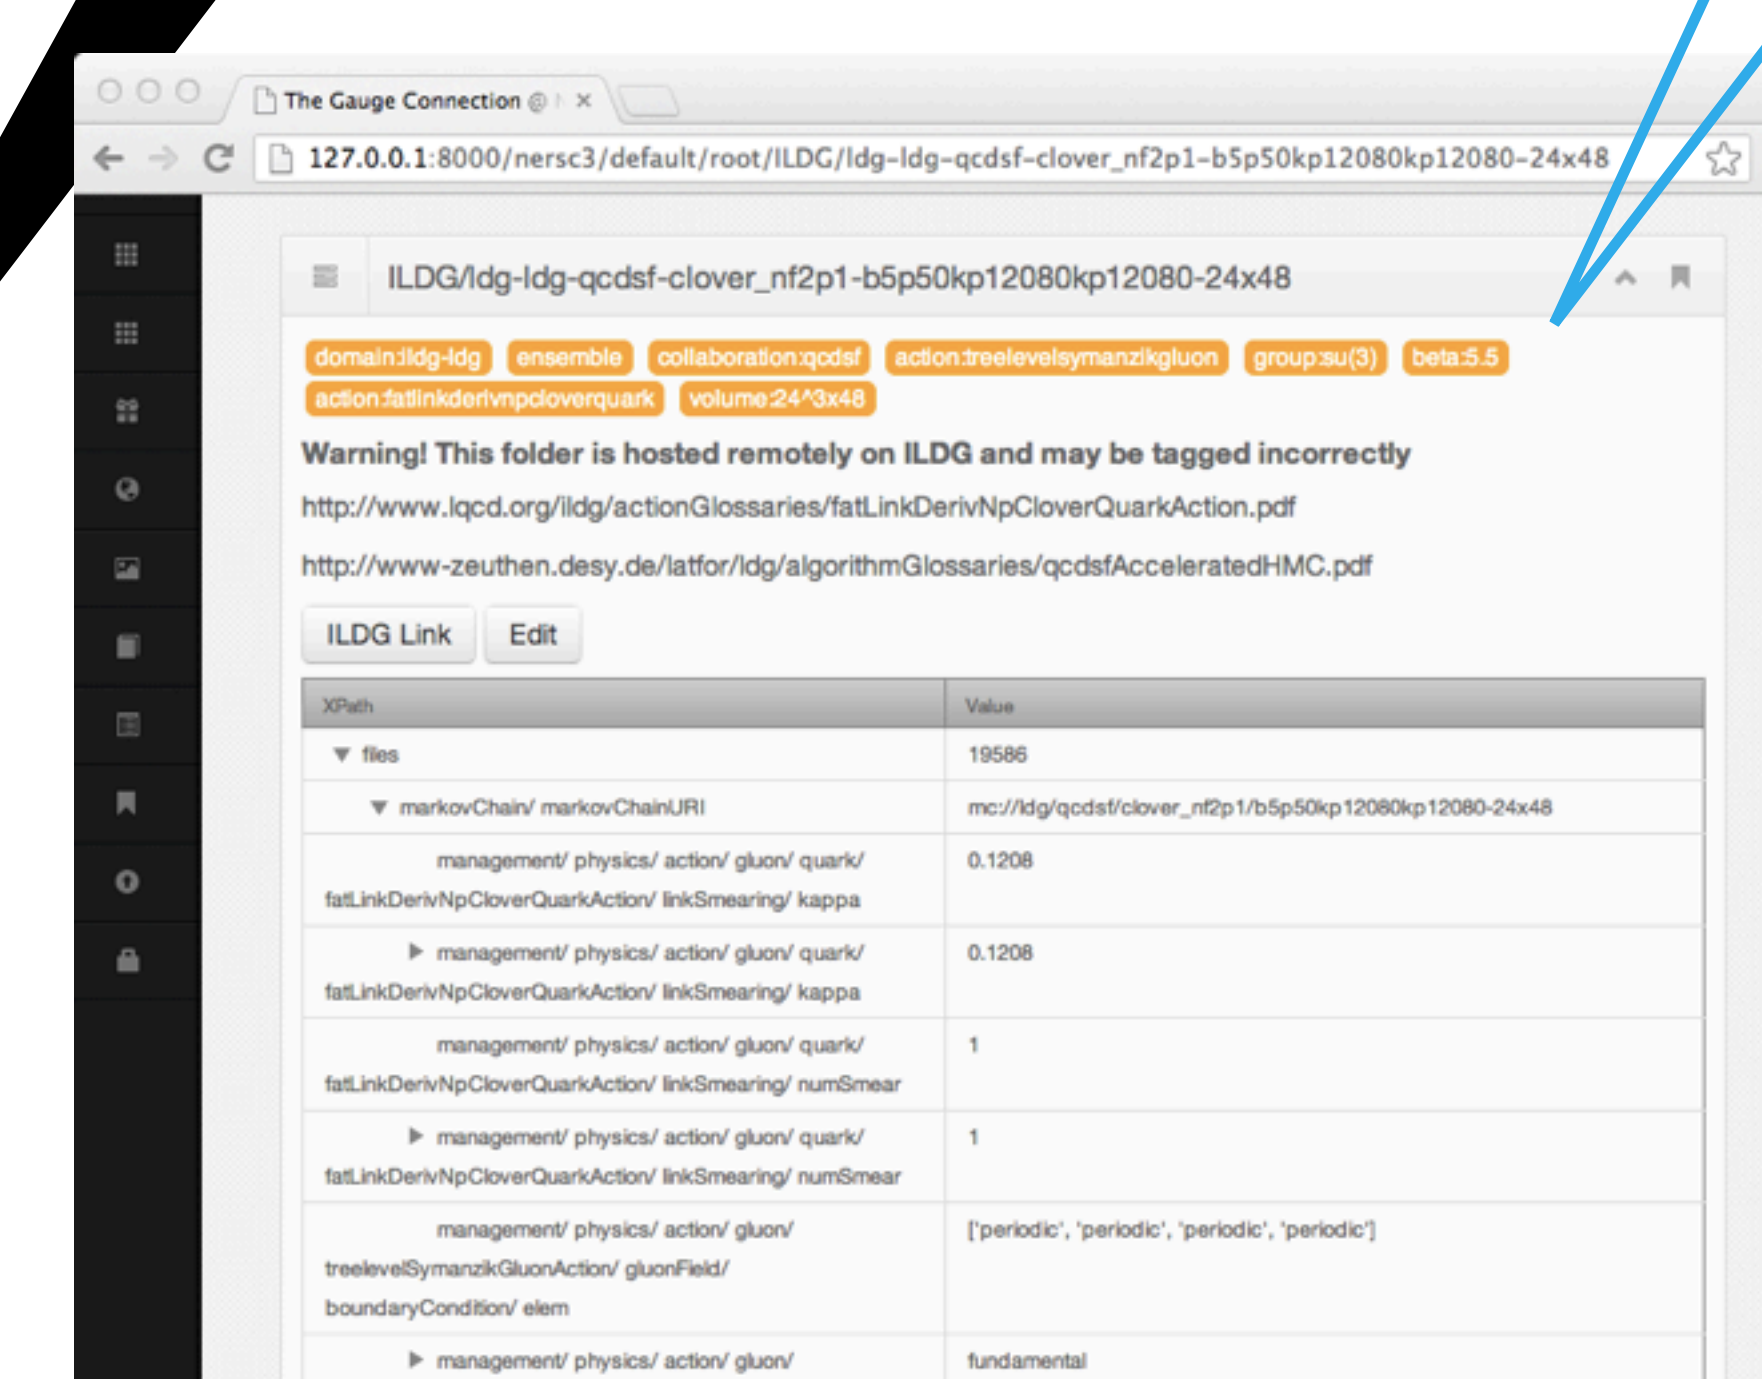 The Gauge Connection @
127.0.0.1:8000/nersc3/default/root/ILDG/ldg-ldg-qcdsf-clover_nf2p1-b5p50kp12080kp12080-24x48
ILDG/ldg-ldg-qcdsf-clover_nf2p1-b5p50kp12080kp12080-24x48
domain:ildg-ldg ensemble collaboration:qcdsf action:treelevelsymanzikgluon group:su(3) beta:5.5
action:fatlinkderivnpcloverquark volume:24^3x48
Warning! This folder is hosted remotely on ILDG and may be tagged incorrectly
http://www.lqcd.org/ildg/actionGlossaries/fatLinkDerivNpCloverQuarkAction.pdf
http://www-zeuthen.desy.de/latfor/ldg/algorithmGlossaries/qcdsfAcceleratedHMC.pdf
ILDG Link Edit
XPath Value
files 19586
markovChain/ markovChainURI mc://ldg/qcdsf/clover_nf2p1/b5p50kp12080kp12080-24x48
management/ physics/ action/ gluon/ quark/ 0.1208
fatLinkDerivNpCloverQuarkAction/ linkSmearing/ kappa
management/ physics/ action/ gluon/ quark/ 0.1208
fatLinkDerivNpCloverQuarkAction/ linkSmearing/ kappa
management/ physics/ action/ gluon/ quark/ 1
fatLinkDerivNpCloverQuarkAction/ linkSmearing/ numSmear
management/ physics/ action/ gluon/ quark/ 1
fatLinkDerivNpCloverQuarkAction/ linkSmearing/ numSmear
management/ physics/ action/ gluon/ ['periodic', 'periodic', 'periodic', 'periodic']
treelevelSymanzikGluonAction/ gluonField/
boundaryCondition/ elem
management/ physics/ action/ gluon/ fundamental